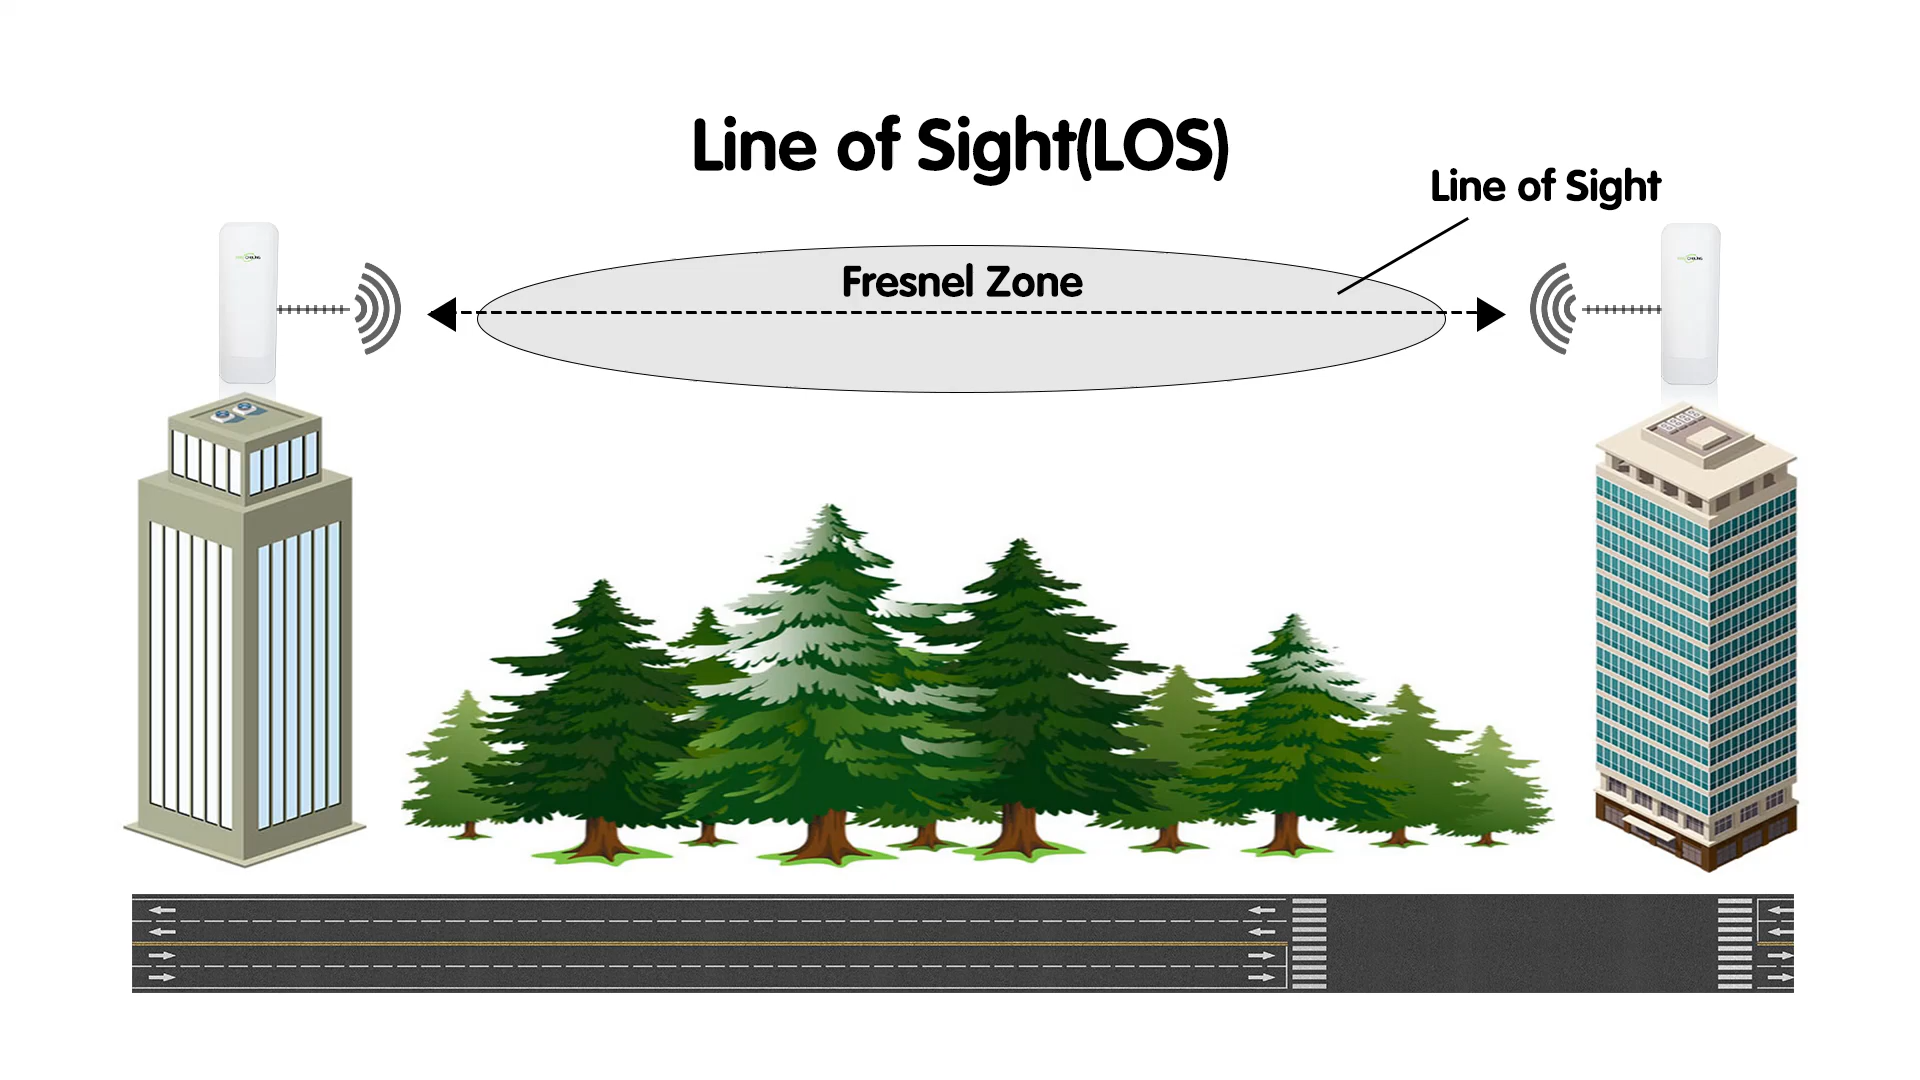 Line of Sight(LOS)
Line of Sight
Fresnel Zone